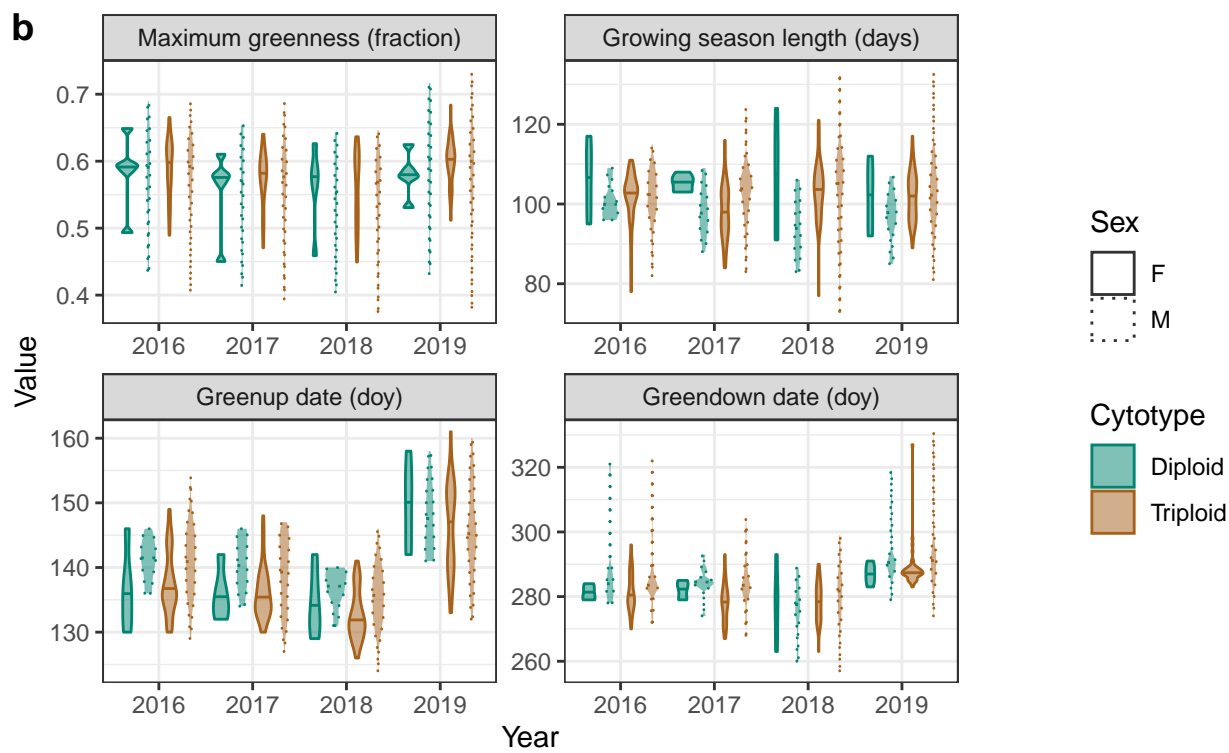 b
Maximum greenness (fraction)
Growing season length (days)
0.7
0.6
0.5
0.4
120
100
80
2016 2017 2018 2019
2016 2017 2018 2019
Greenup date (doy)
Greendown date (doy)
160
150
140
130
320
300
280
260
2016 2017 2018 2019
2016 2017 2018 2019
Value
Year
Sex
F
M
Cytotype
Diploid
Triploid